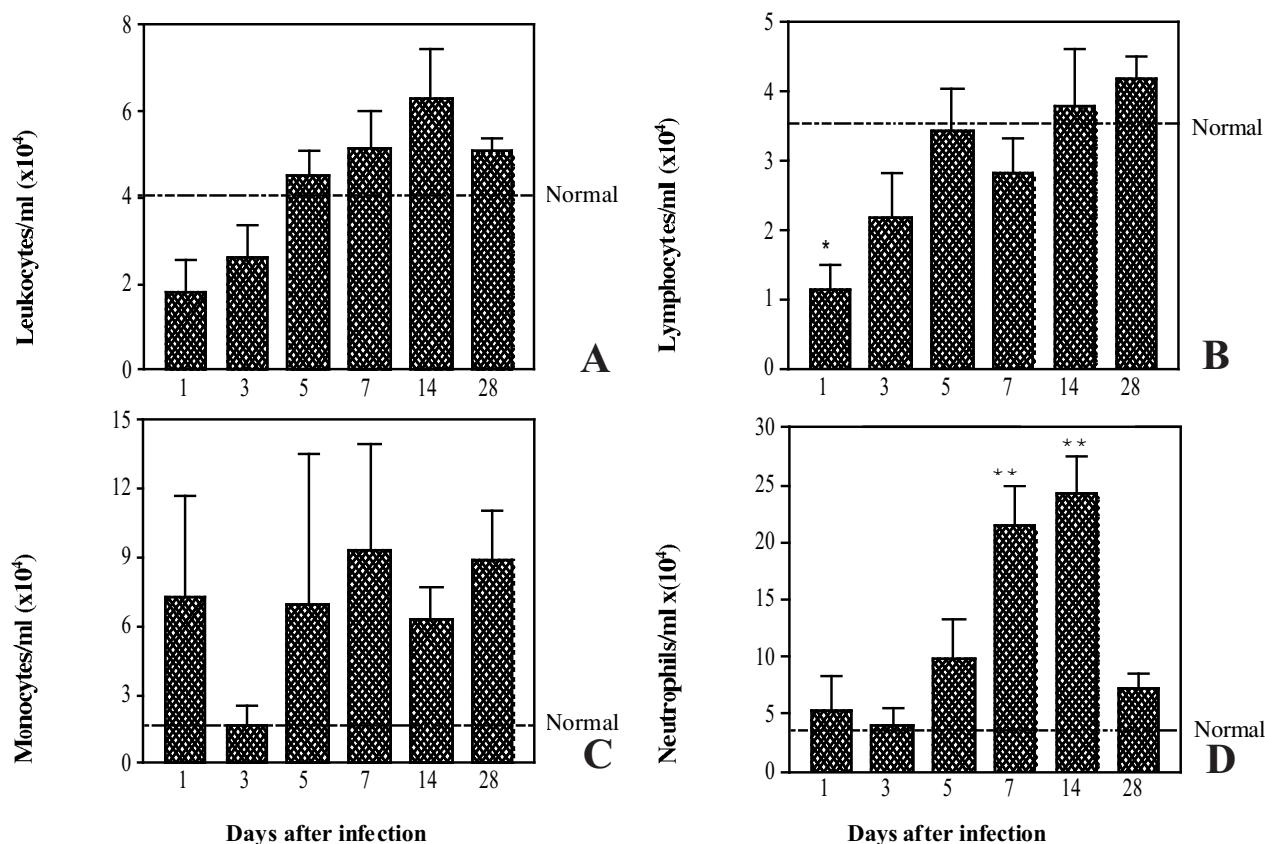 8
6
4
2
0
Leukocytes/ml (x10⁴)
Normal
A
1 3 5 7 14 28
5
4
3
2
1
0
Lymphocytes/ml (x10⁴)
*
Normal
B
1 3 5 7 14 28
15
12
9
6
3
0
Monocytes/ml (x10⁴)
Normal
C
1 3 5 7 14 28
Days after infection
30
25
20
15
10
5
0
Neutrophils/ml x(10⁴)
** **
Normal
D
1 3 5 7 14 28
Days after infection